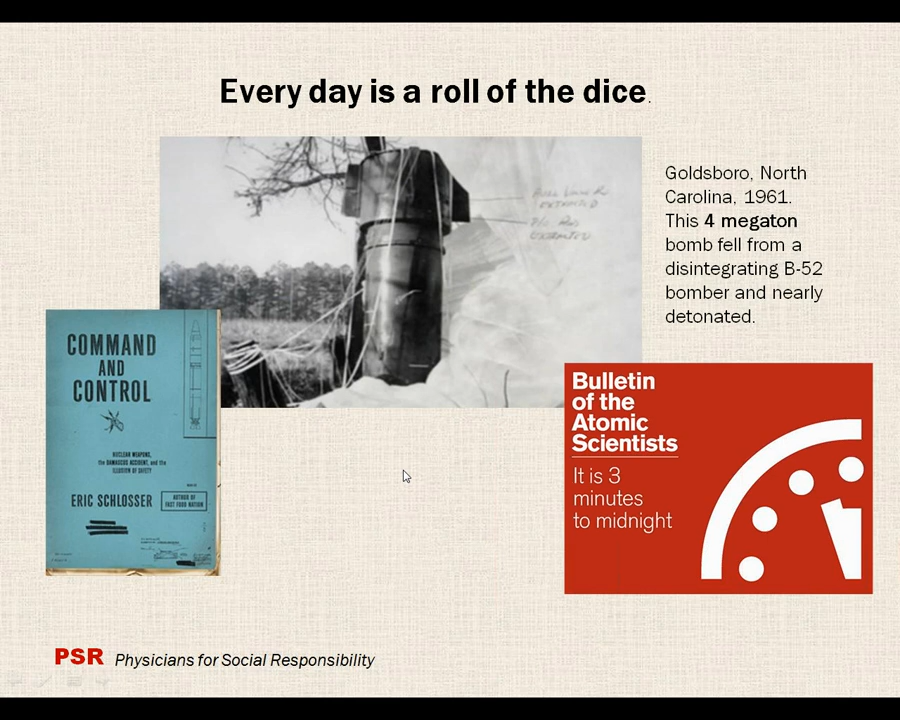 Every day is a roll of the dice.
Goldsboro, North
Carolina, 1961.
This 4 megaton
bomb fell from a
disintegrating B-52
bomber and nearly
detonated.
COMMAND
AND
CONTROL
NUCLEAR WEAPONS,
the DAMASCUS ACCIDENT, and the
ILLUSION OF SAFETY
ERIC SCHLOSSER
AUTHOR OF
FAST FOOD NATION
Bulletin
of the
Atomic
Scientists
It is 3
minutes
to midnight
PSR Physicians for Social Responsibility